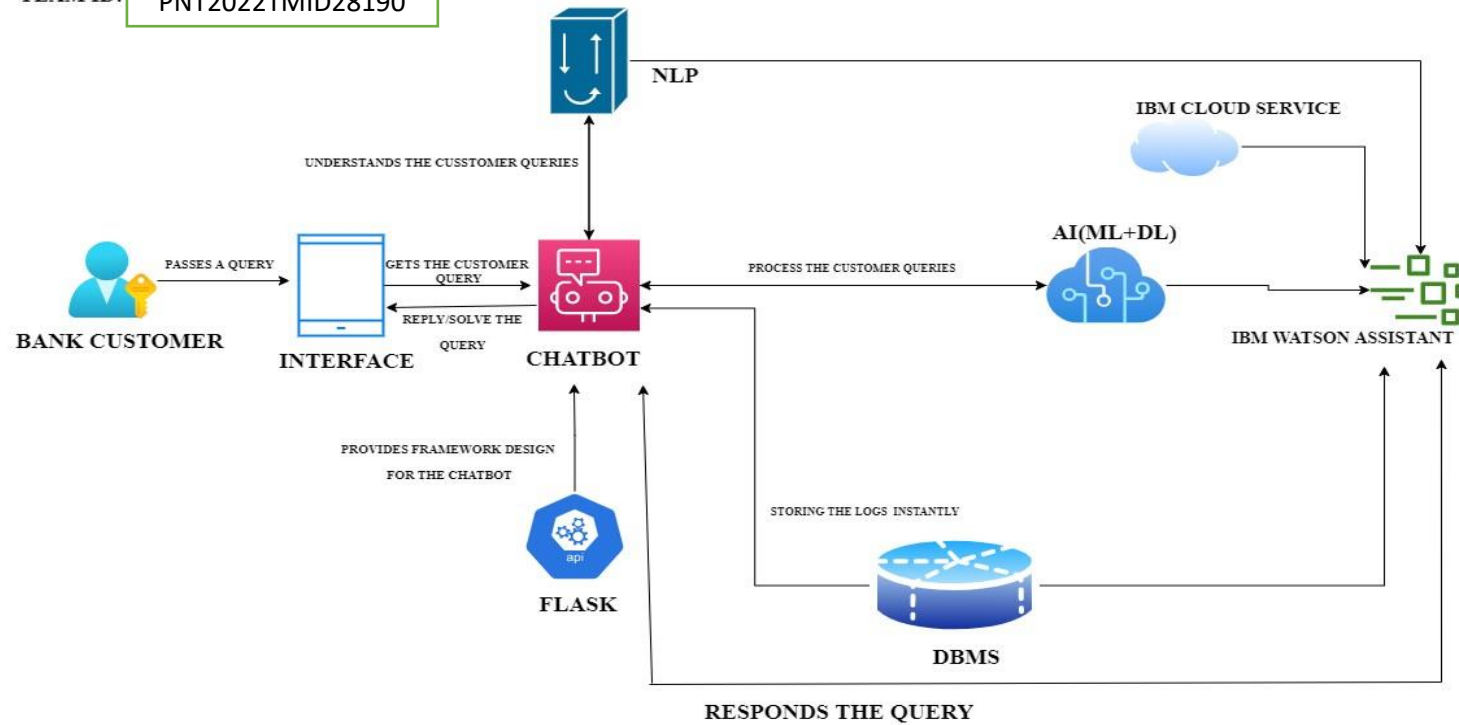 PNT2022TMID28190
NLP
IBM CLOUD SERVICE
UNDERSTANDS THE CUSSTOMER QUERIES
AI(ML+DL)
PASSES A QUERY
GETS THE CUSTOMER
QUERY
PROCESS THE CUSTOMER QUERIES
REPLY/SOLVE THE
QUERY
BANK CUSTOMER
INTERFACE
CHATBOT
IBM WATSON ASSISTANT
PROVIDES FRAMEWORK DESIGN
FOR THE CHATBOT
STORING THE LOGS INSTANTLY
api
FLASK
DBMS
RESPONDS THE QUERY